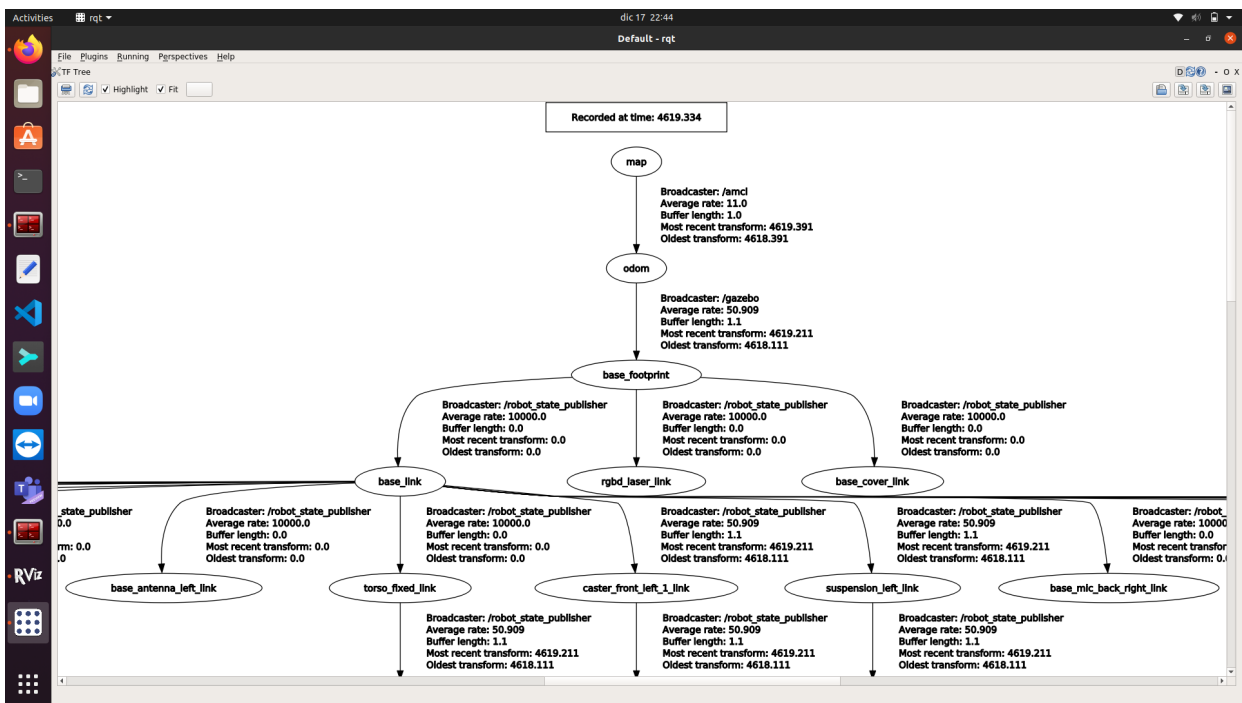 Activities
rqt
dic 17 22:44
Default - rqt
File Plugins Running Perspectives Help
TF Tree
D
- O X
Highlight
Fit
Recorded at time: 4619.334
map
Broadcaster: /amcl
Average rate: 11.0
Buffer length: 1.0
Most recent transform: 4619.391
Oldest transform: 4618.391
odom
Broadcaster: /gazebo
Average rate: 50.909
Buffer length: 1.1
Most recent transform: 4619.211
Oldest transform: 4618.111
base_footprint
Broadcaster: /robot_state_publisher
Average rate: 10000.0
Buffer length: 0.0
Most recent transform: 0.0
Oldest transform: 0.0
Broadcaster: /robot_state_publisher
Average rate: 10000.0
Buffer length: 0.0
Most recent transform: 0.0
Oldest transform: 0.0
Broadcaster: /robot_state_publisher
Average rate: 10000.0
Buffer length: 0.0
Most recent transform: 0.0
Oldest transform: 0.0
base_link
rgbd_laser_link
base_cover_link
_state_publisher
0.0
rm: 0.0
.0
Broadcaster: /robot_state_publisher
Average rate: 10000.0
Buffer length: 0.0
Most recent transform: 0.0
Oldest transform: 0.0
Broadcaster: /robot_state_publisher
Average rate: 10000.0
Buffer length: 0.0
Most recent transform: 0.0
Oldest transform: 0.0
Broadcaster: /robot_state_publisher
Average rate: 50.909
Buffer length: 1.1
Most recent transform: 4619.211
Oldest transform: 4618.111
Broadcaster: /robot_state_publisher
Average rate: 50.909
Buffer length: 1.1
Most recent transform: 4619.211
Oldest transform: 4618.111
Broadcaster: /robot_
Average rate: 10000
Buffer length: 0.0
Most recent transfor
Oldest transform: 0.
base_antenna_left_link
torso_fixed_link
caster_front_left_1_link
suspension_left_link
base_mic_back_right_link
Broadcaster: /robot_state_publisher
Average rate: 50.909
Buffer length: 1.1
Most recent transform: 4619.211
Oldest transform: 4618.111
Broadcaster: /robot_state_publisher
Average rate: 50.909
Buffer length: 1.1
Most recent transform: 4619.211
Oldest transform: 4618.111
Broadcaster: /robot_state_publisher
Average rate: 50.909
Buffer length: 1.1
Most recent transform: 4619.211
Oldest transform: 4618.111
RViz